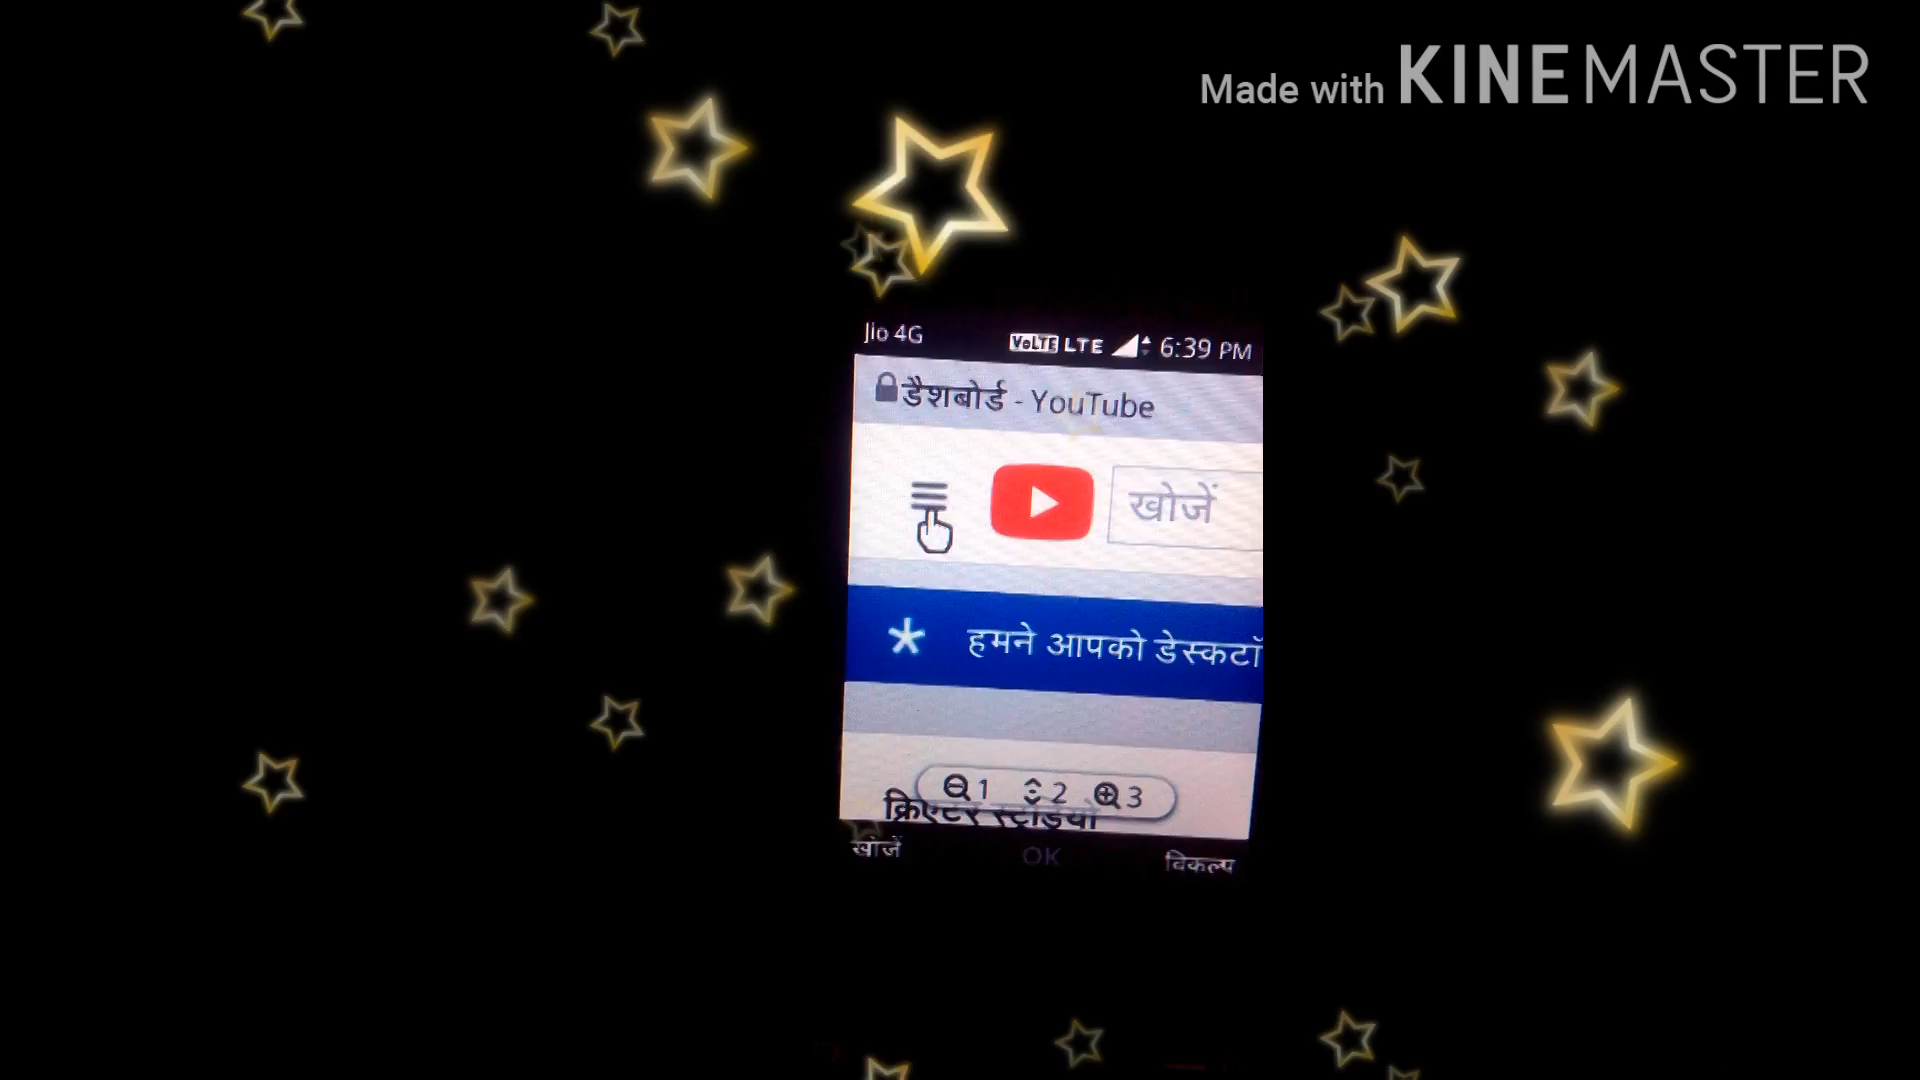 Made with KINEMASTER
Jio 4G VoLTE LTE 6:39 PM
डैशबोर्ड - YouTube
खोजें
हमने आपको डेस्कटॉ
1 2 3
क्रिएटर स्टूडियो
खोजें OK विकल्प